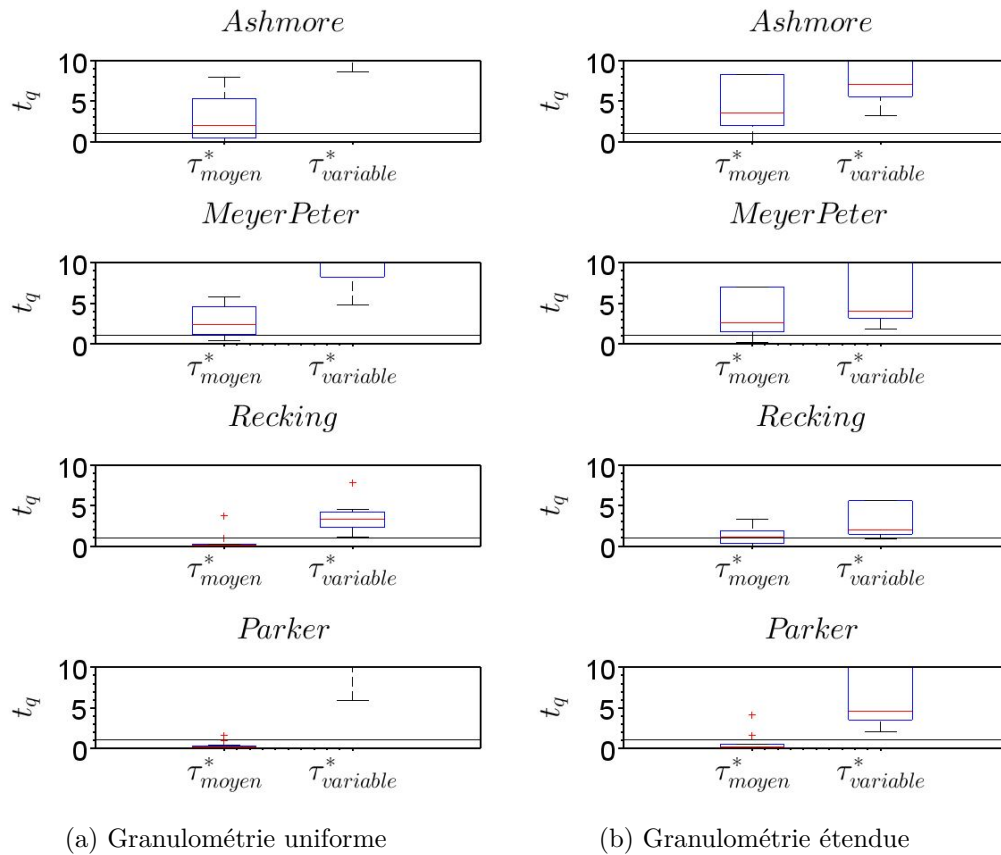 Ashmore
10
5
0
t_q
τ*_moyen τ*_variable
MeyerPeter
10
5
0
t_q
τ*_moyen τ*_variable
Recking
10
5
0
t_q
τ*_moyen τ*_variable
Parker
10
5
0
t_q
τ*_moyen τ*_variable
(a) Granulométrie uniforme
Ashmore
10
5
0
t_q
τ*_moyen τ*_variable
MeyerPeter
10
5
0
t_q
τ*_moyen τ*_variable
Recking
10
5
0
t_q
τ*_moyen τ*_variable
Parker
10
5
0
t_q
τ*_moyen τ*_variable
(b) Granulométrie étendue